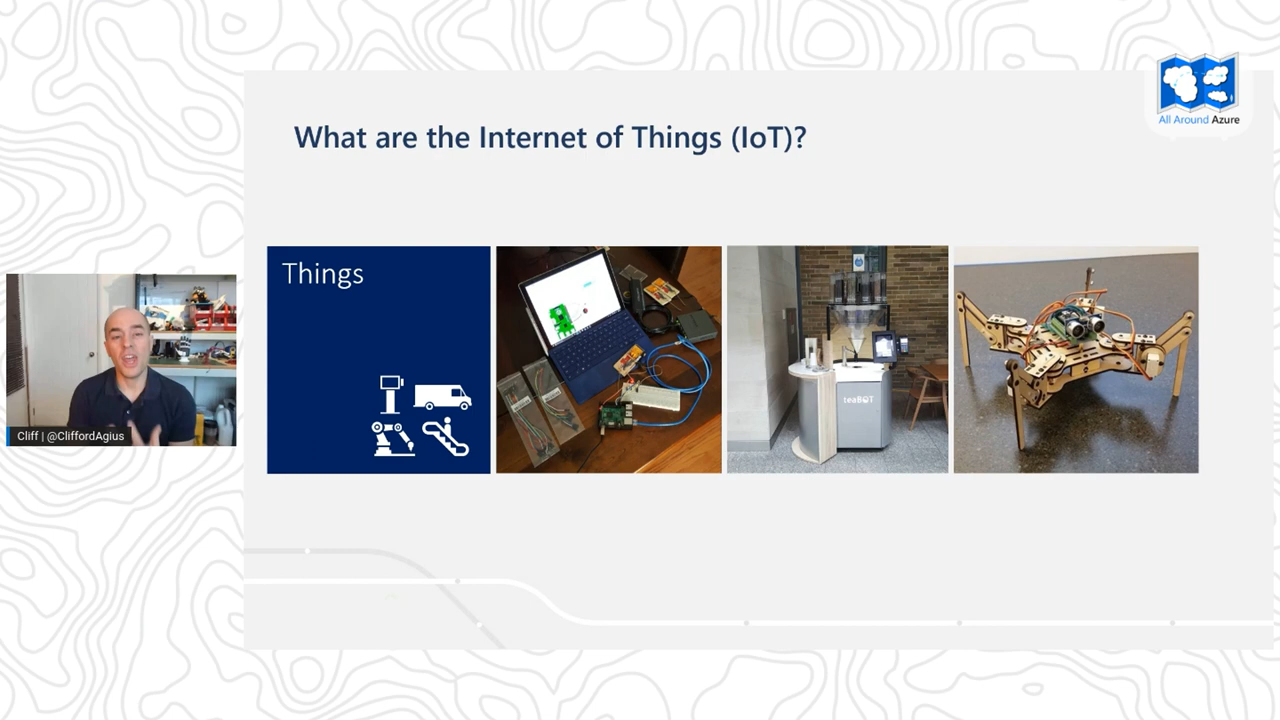 All Around Azure
What are the Internet of Things (IoT)?
Things
teaBOT
Cliff | @CliffordAgius